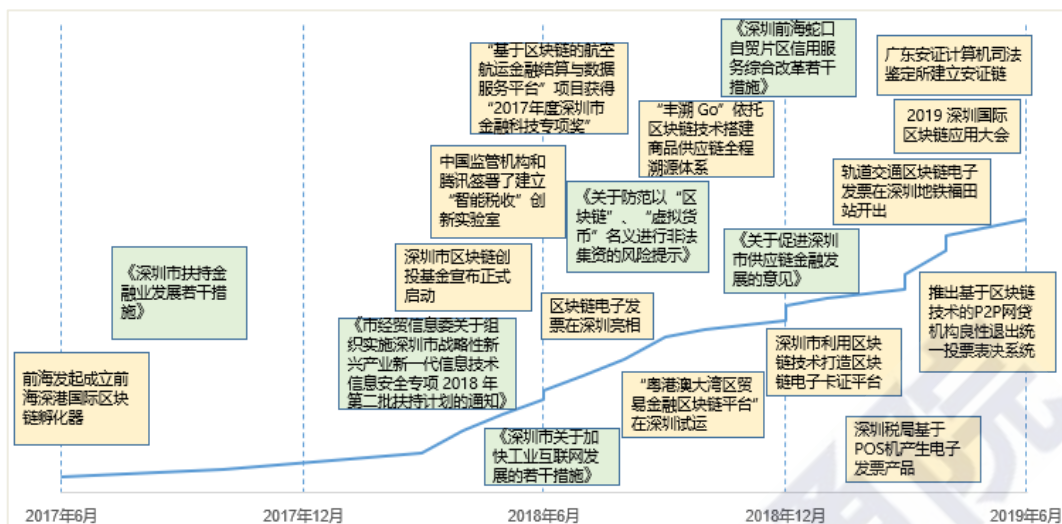 “基于区块链的航空
航运金融结算与数据
服务平台”项目获得
“2017年度深圳市
金融科技专项奖”
《深圳前海蛇口
自贸片区信用服
务综合改革若干
措施》
广东安证计算机司法
鉴定所建立安证链
“丰溯 Go”依托
区块链技术搭建
商品供应链全程
溯源体系
2019 深圳国际
区块链应用大会
中国监管机构和
腾讯签署了建立
“智能税收”创
新实验室
轨道交通区块链电子
发票在深圳地铁福田
站开出
《关于防范以“区
块链”、“虚拟货
币”名义进行非法
集资的风险提示》
《关于促进深圳
市供应链金融发
展的意见》
深圳市区块链创
投基金宣布正式
启动
《深圳市扶持金
融业发展若干措
施》
区块链电子发
票在深圳亮相
推出基于区块链
技术的P2P网贷
机构良性退出统
一投票表决系统
《市经贸信息委关于组
织实施深圳市战略性新
兴产业新一代信息技术
信息安全专项 2018 年
第二批扶持计划的通知》
深圳市利用区块
链技术打造区块
链电子卡证平台
前海发起成立前
海深港国际区块
链孵化器
“粤港澳大湾区贸
易金融区块链平台”
在深圳试运
深圳税局基于
POS机产生电子
发票产品
《深圳市关于加
快工业互联网发
展的若干措施》
2017年6月
2017年12月
2018年6月
2018年12月
2019年6月